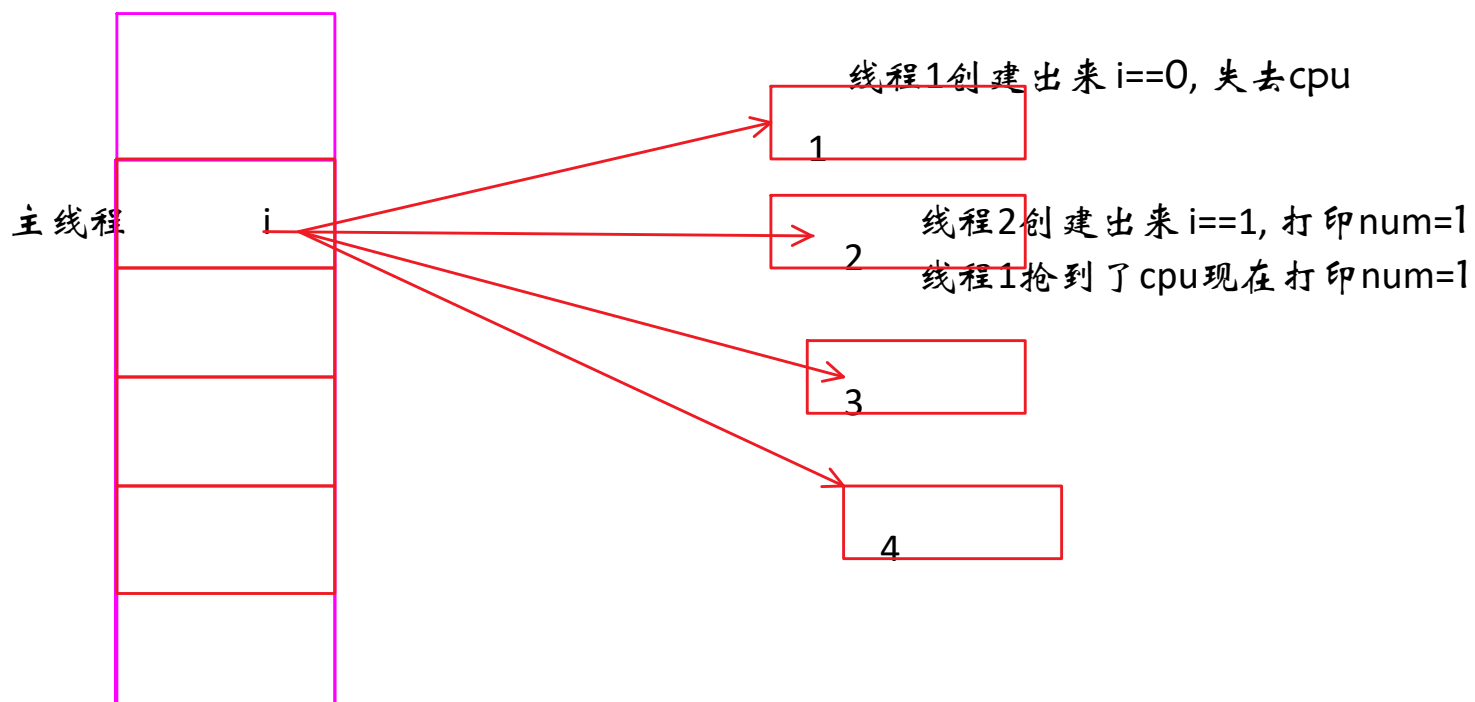 线程1创建出来 i==0, 失去cpu
1
主线程 i
线程2创建出来 i==1, 打印num=1
2
线程1抢到了cpu现在打印num=1
3
4